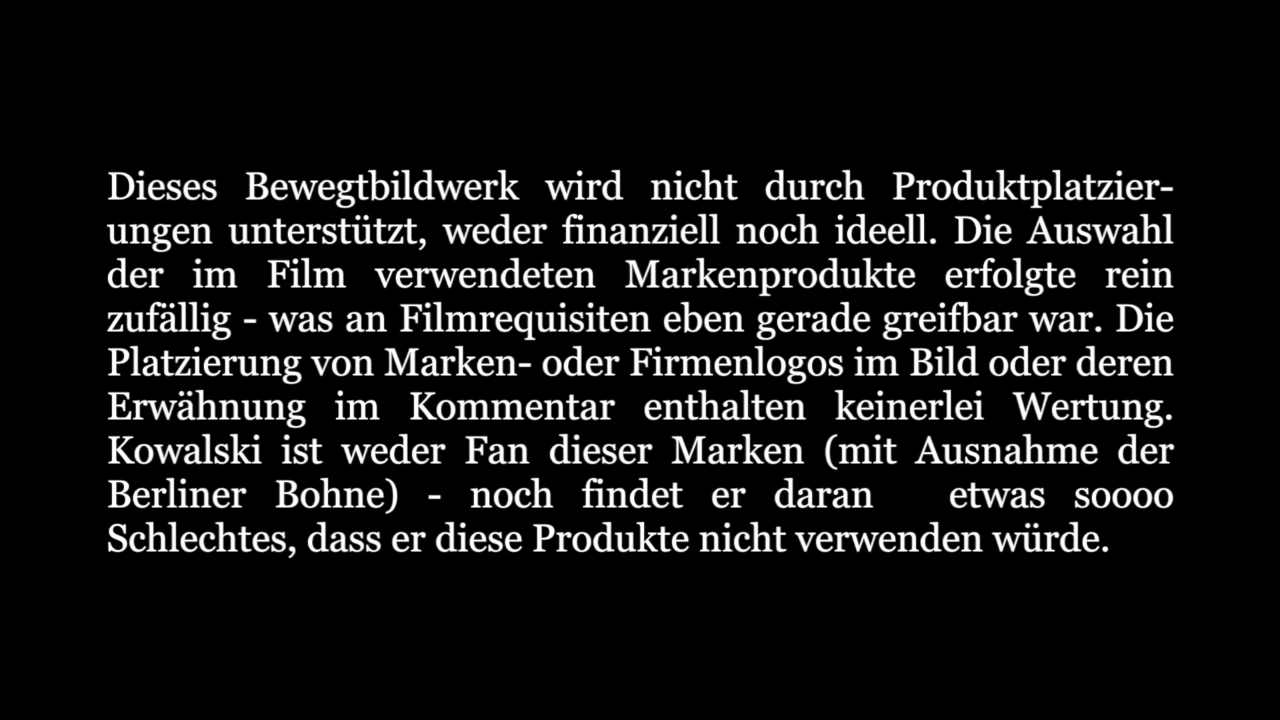 Dieses Bewegtbildwerk wird nicht durch Produktplatzier-
ungen unterstützt, weder finanziell noch ideell. Die Auswahl
der im Film verwendeten Markenprodukte erfolgte rein
zufällig - was an Filmrequisiten eben gerade greifbar war. Die
Platzierung von Marken- oder Firmenlogos im Bild oder deren
Erwähnung im Kommentar enthalten keinerlei Wertung.
Kowalski ist weder Fan dieser Marken (mit Ausnahme der
Berliner Bohne) - noch findet er daran etwas soooo
Schlechtes, dass er diese Produkte nicht verwenden würde.